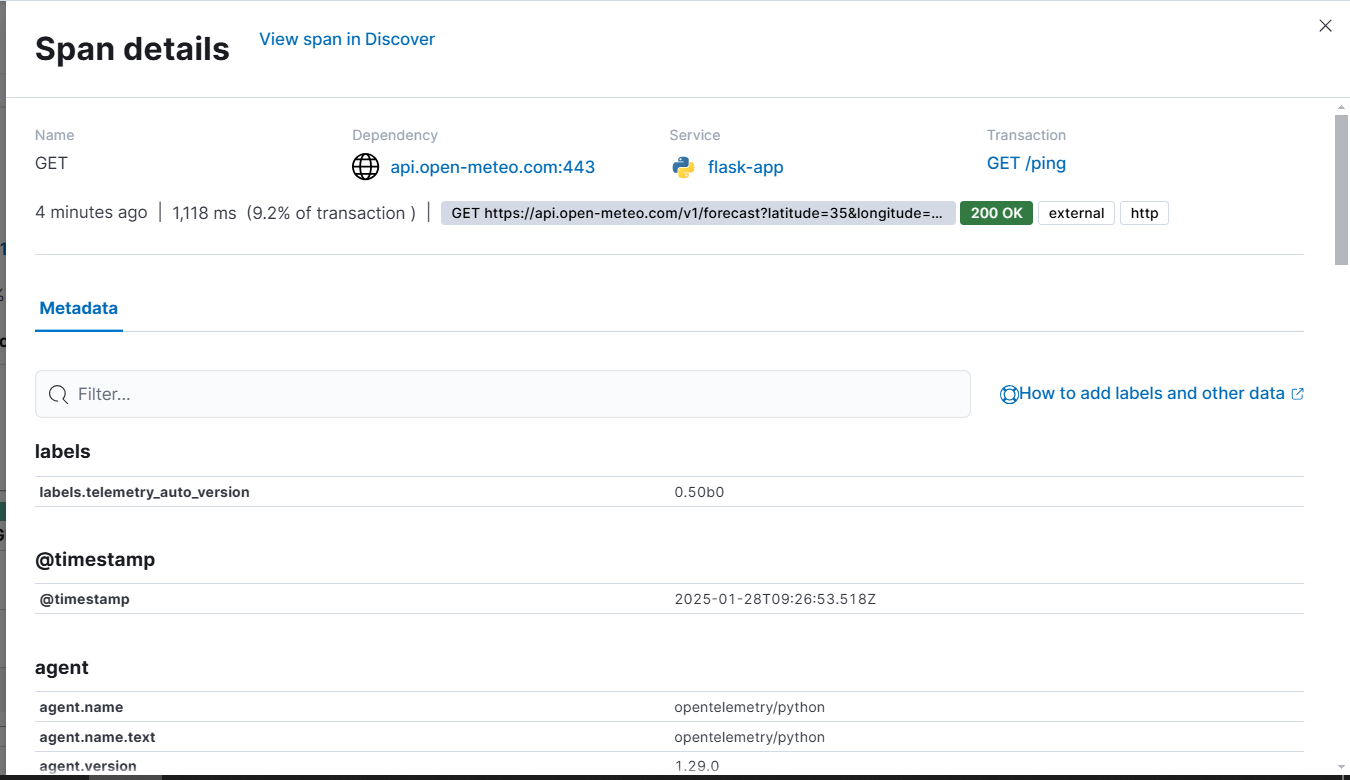 Span details
View span in Discover
Name
Dependency
Service
Transaction
GET
api.open-meteo.com:443
flask-app
GET /ping
4 minutes ago | 1,118 ms (9.2% of transaction ) | GET https://api.open-meteo.com/v1/forecast?latitude=35&longitude=... 200 OK external http
Metadata
Filter...
How to add labels and other data
labels
labels.telemetry_auto_version 0.50b0
@timestamp
@timestamp 2025-01-28T09:26:53.518Z
agent
agent.name opentelemetry/python
agent.name.text opentelemetry/python
agent.version 1.29.0